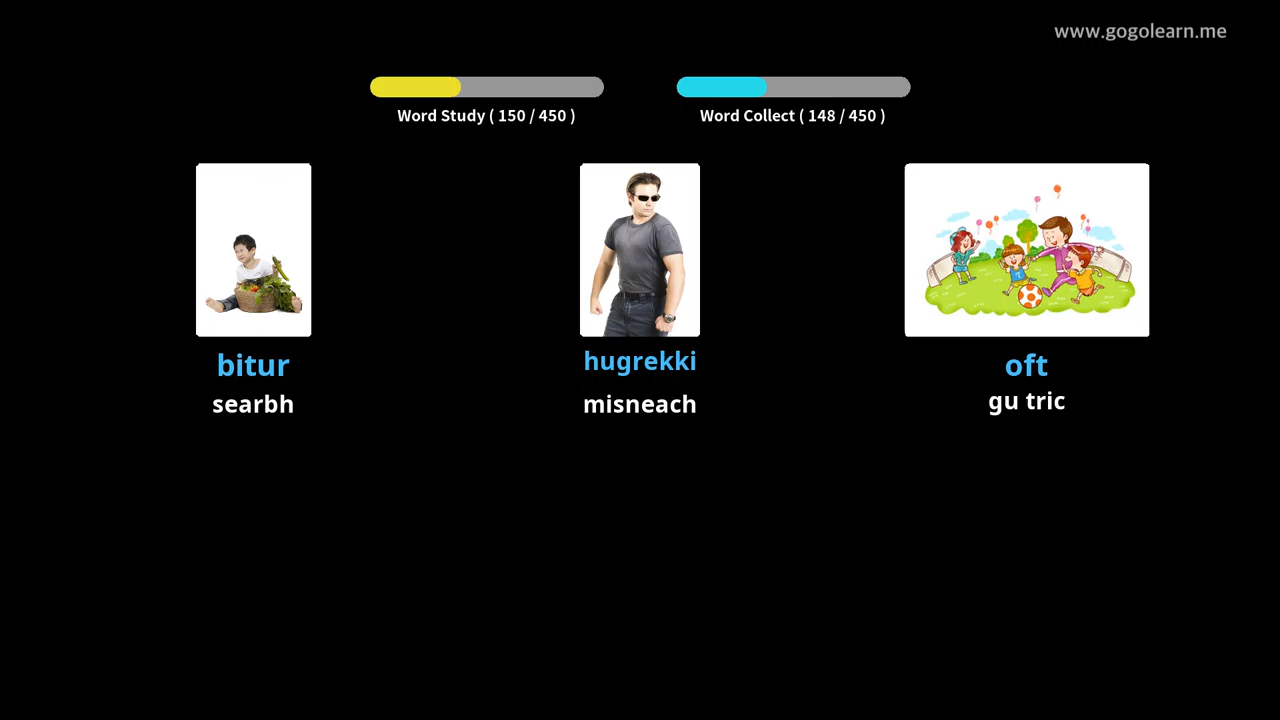 www.gogolearn.me
Word Study ( 150 / 450 )
Word Collect ( 148 / 450 )
bitur
searbh
hugrekki
misneach
oft
gu tric